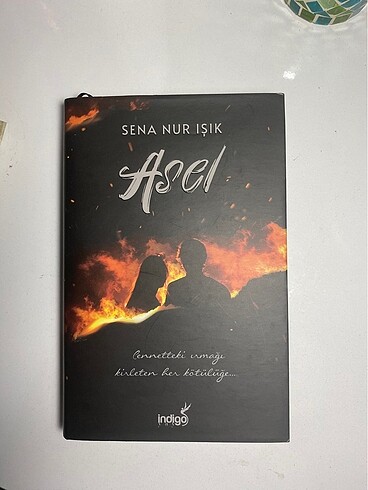 SENA NUR IŞIK
Asel
Cennetteki ırmağı
kirleten her kötülüğe...
indigo